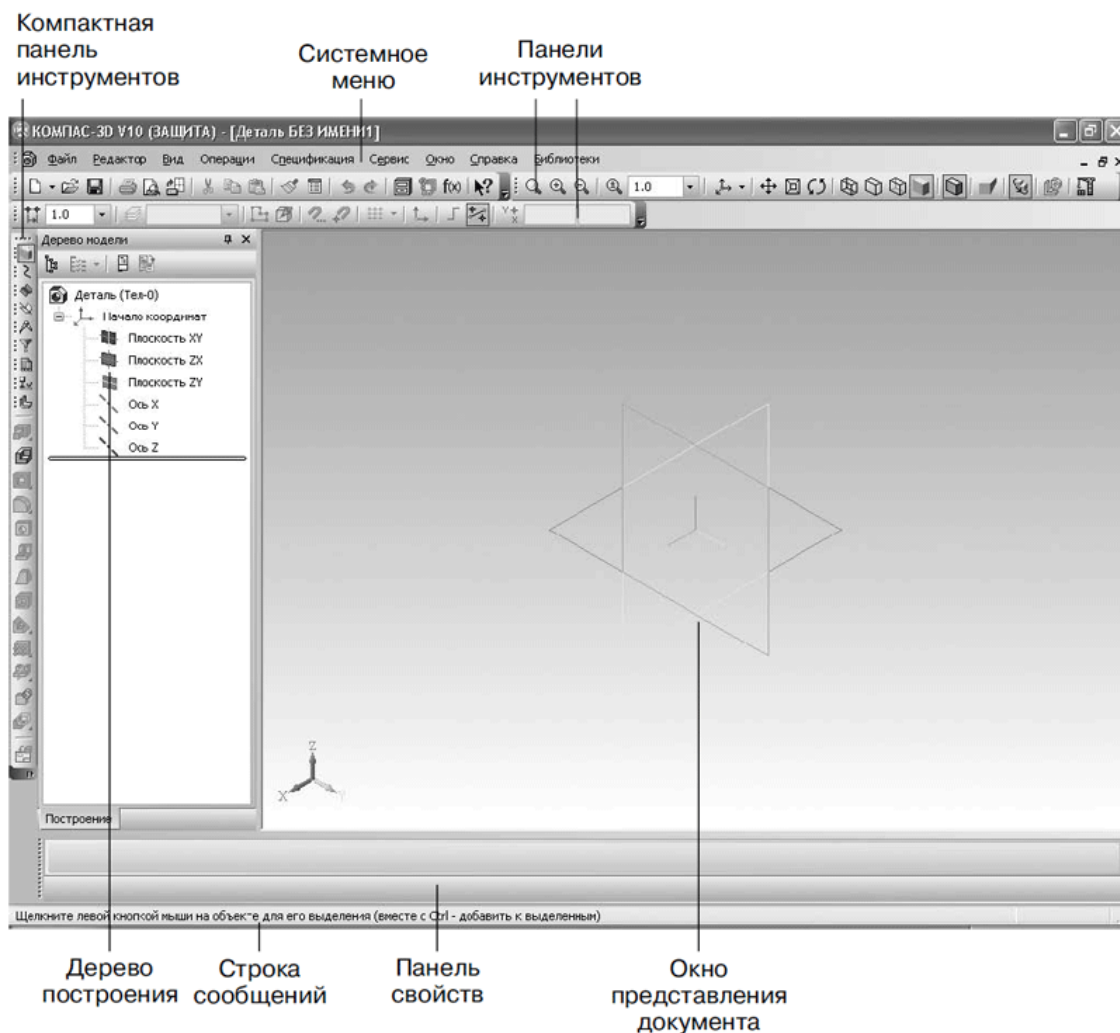 Компактная
панель
инструментов
Системное
меню
Панели
инструментов
КОМПАС-3D V10 (ЗАЩИТА) - [Деталь БЕЗ ИМЕНИ1]
Файл Редактор Вид Операции Спецификация Сервис Окно Справка Библиотеки
1.0
1.0
Дерево модели
Деталь (Тел-0)
Начало координат
Плоскость XY
Плоскость ZX
Плоскость ZY
Ось X
Ось Y
Ось Z
Z
X
Y
Построение
Щелкните левой кнопкой мыши на объекте для его выделения (вместе с Ctrl - добавить к выделенным)
Дерево
построения
Строка
сообщений
Панель
свойств
Окно
представления
документа